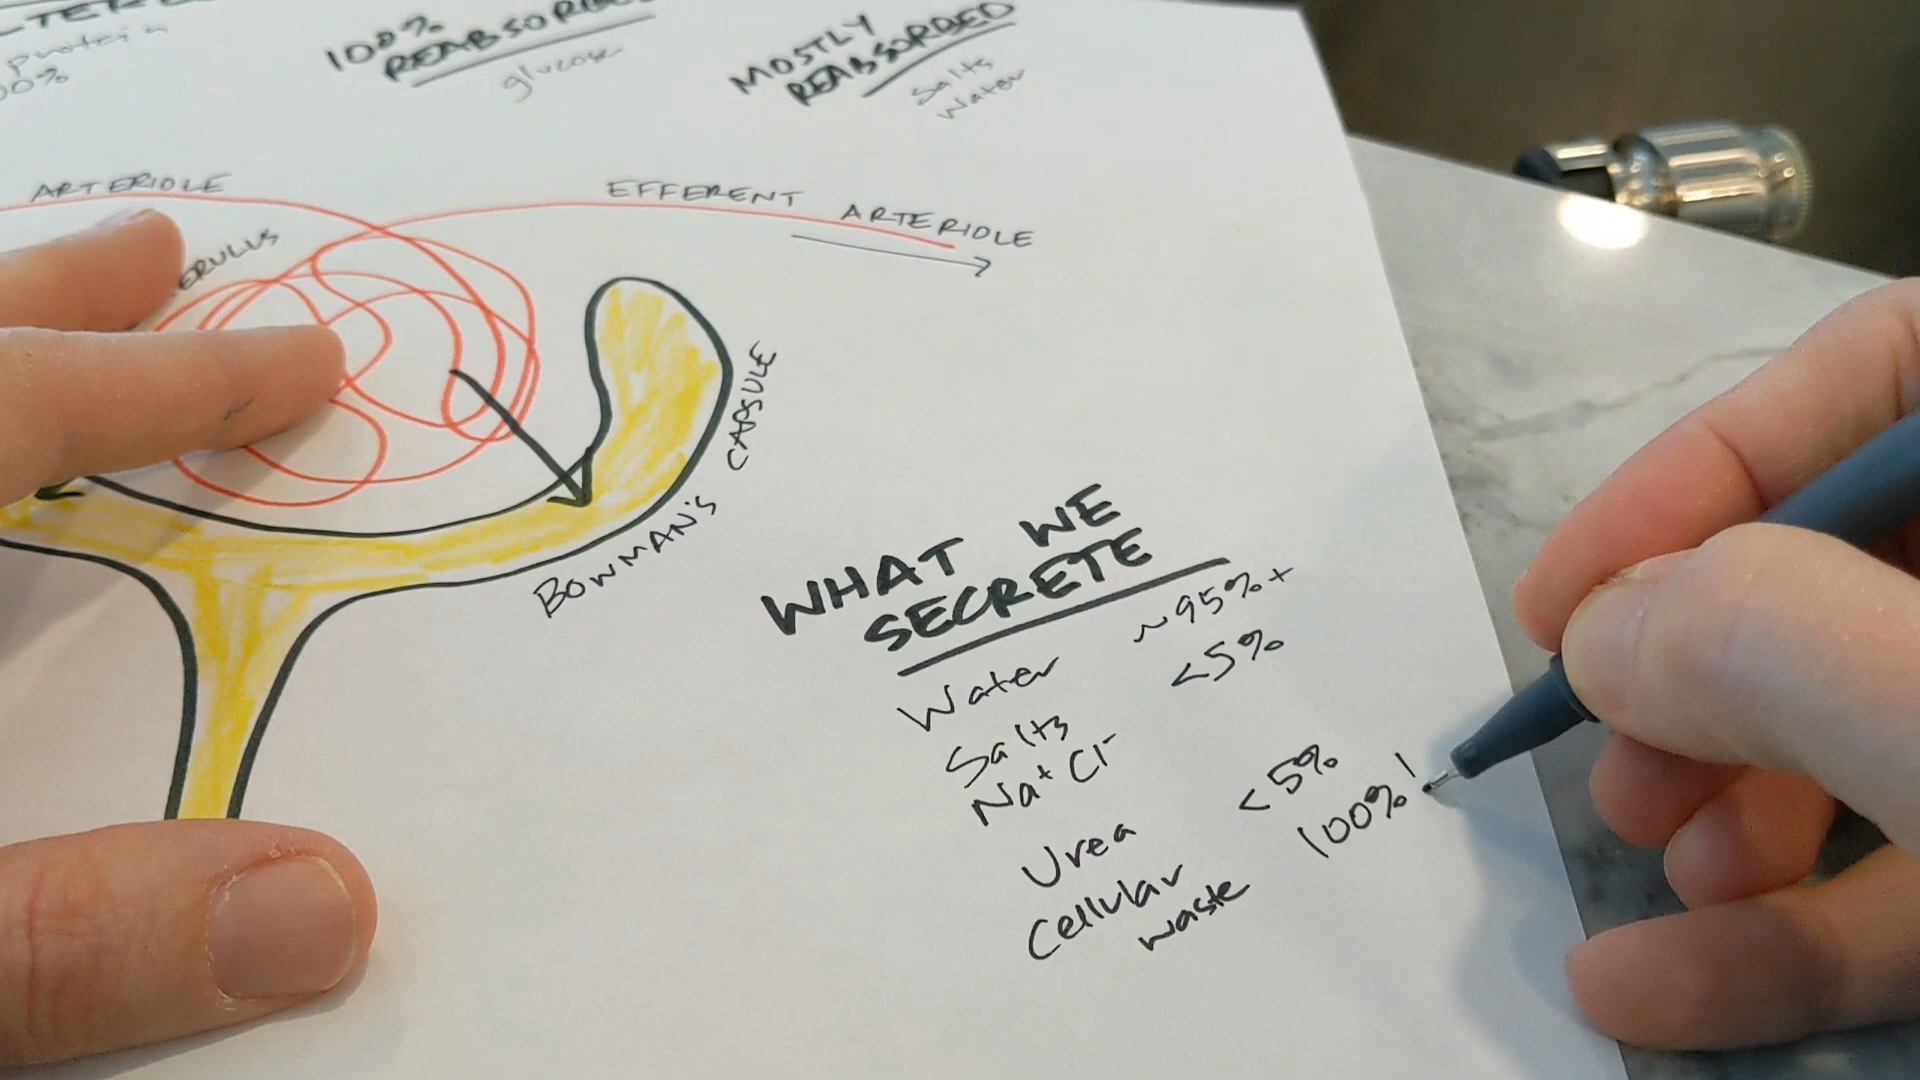 protein
100%
REABSORBED
glucose
MOSTLY
REABSORBED
Salts
Water
ARTERIOLE
EFFERENT ARTERIOLE
BOWMAN'S CAPSULE
WHAT WE
SECRETE
Water ~95%+
Salts <5%
Na+ Cl-
Urea <5%
Cellular 100%!
waste